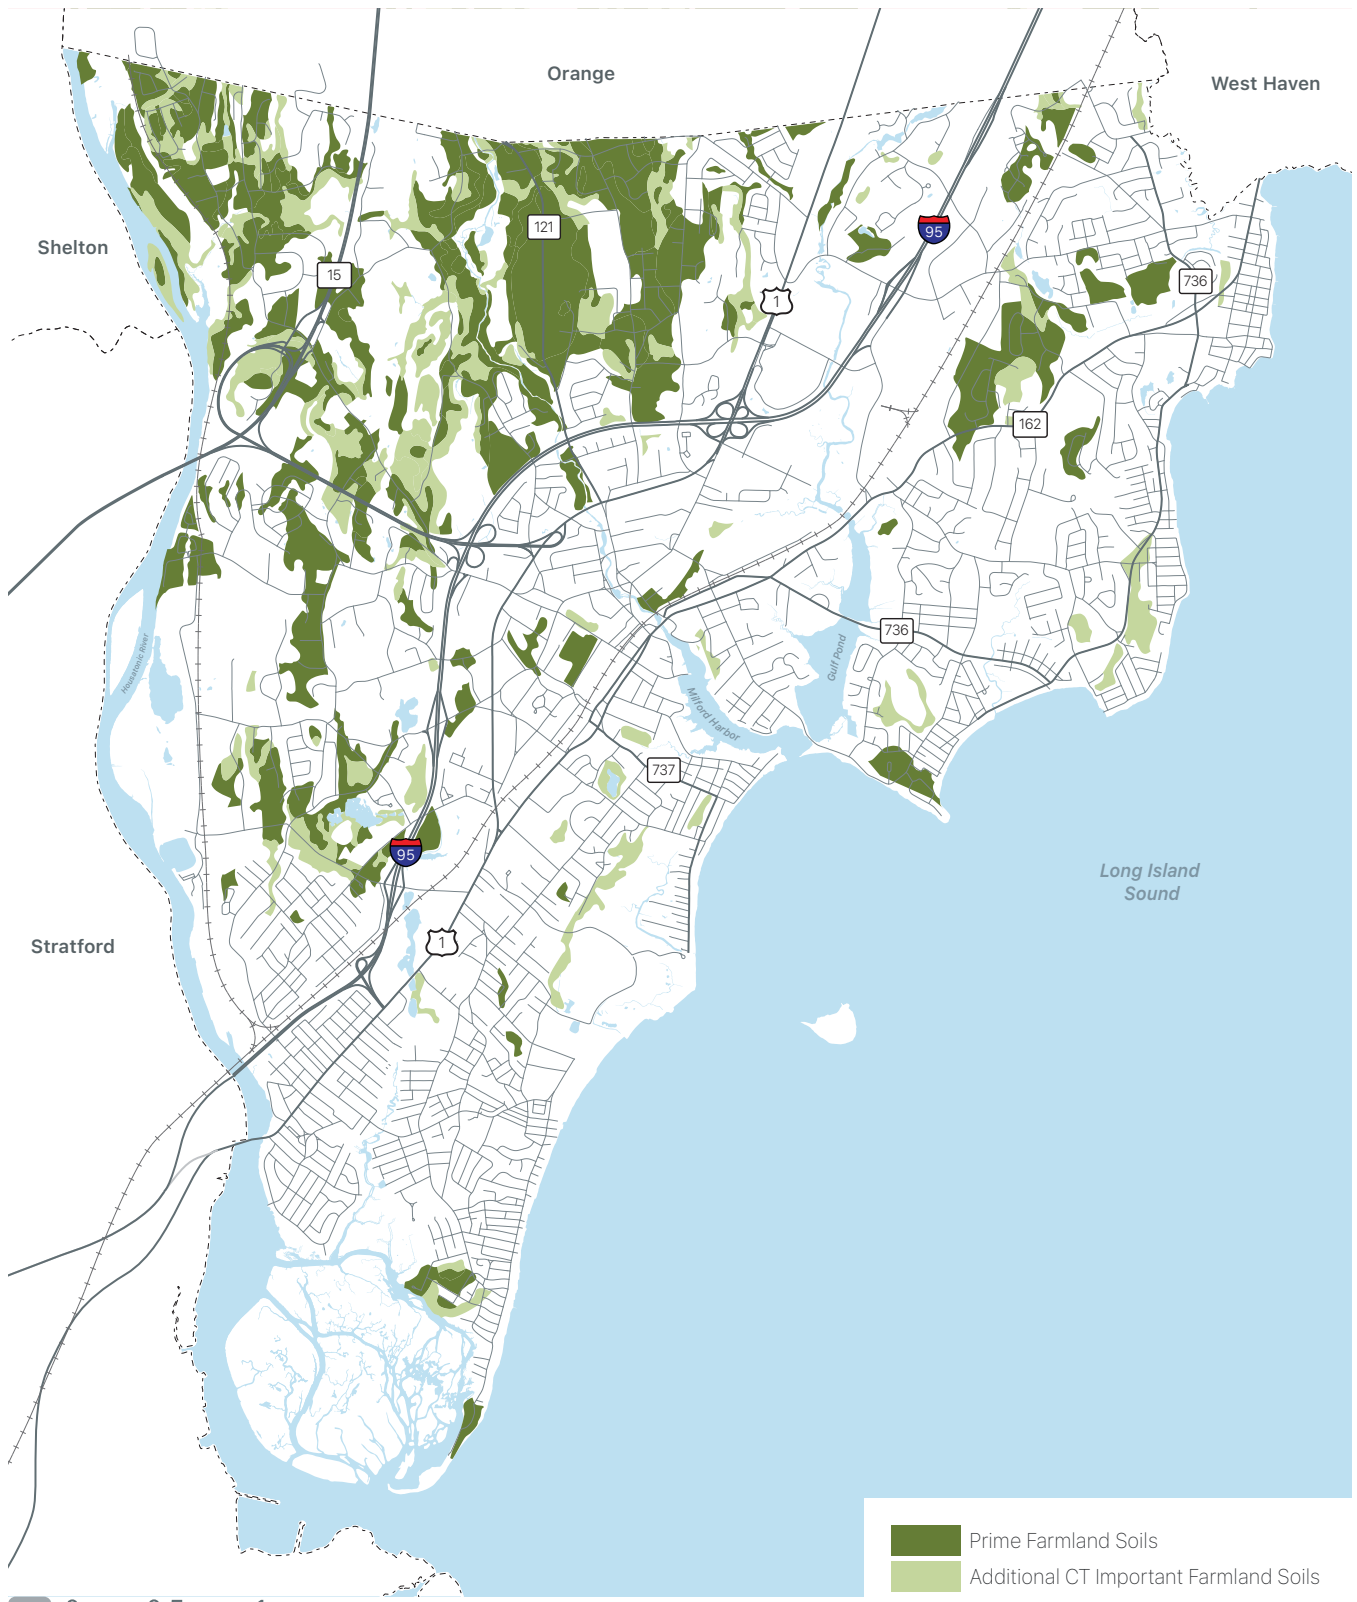 Orange
West Haven
Shelton
121
95
15
1
736
162
Housatonic River
736
Gulf Pond
Milford Harbor
737
95
Long Island
Sound
Stratford
1
Prime Farmland Soils
Additional CT Important Farmland Soils